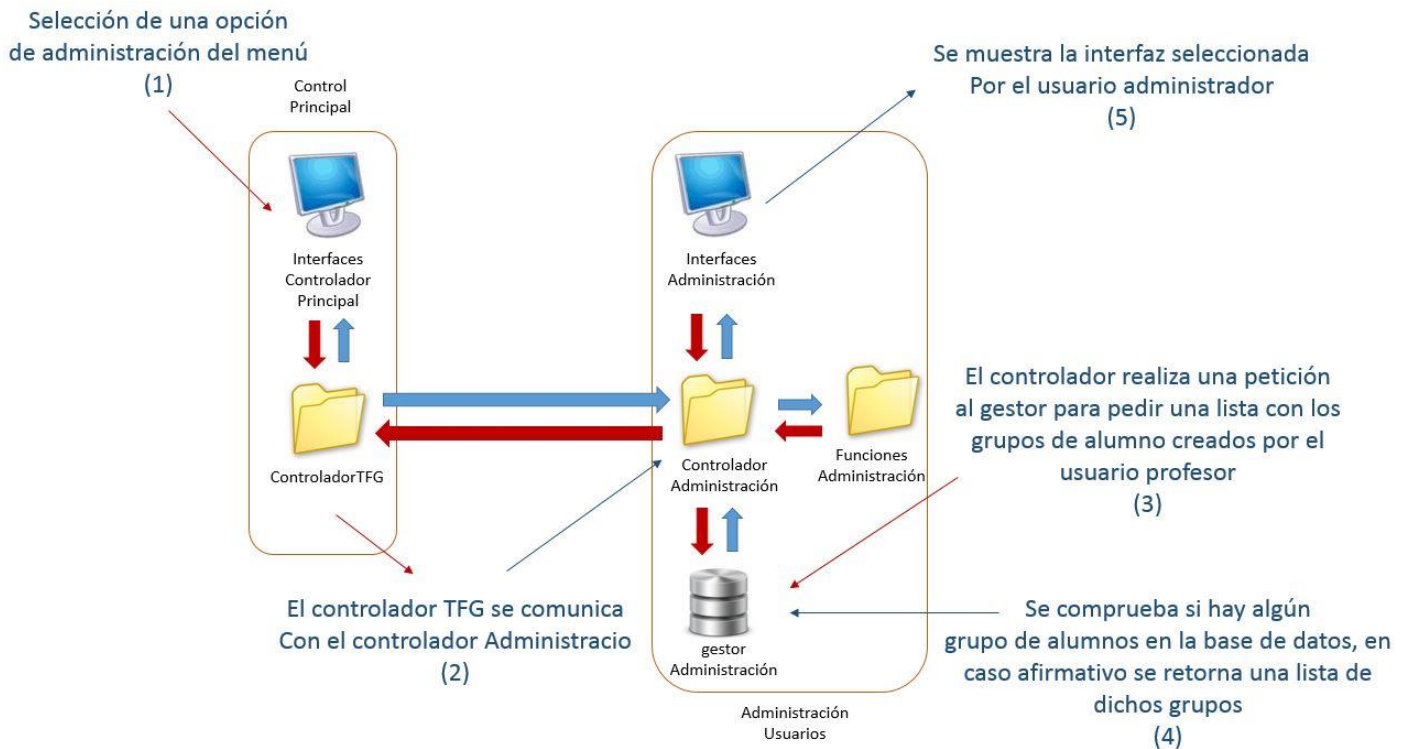 Selección de una opción
de administración del menú
(1)
Control
Principal
Se muestra la interfaz seleccionada
Por el usuario administrador
(5)
Interfaces
Controlador
Principal
Interfaces
Administración
ControladorTFG
Controlador
Administración
Funciones
Administración
El controlador realiza una petición
al gestor para pedir una lista con los
grupos de alumno creados por el
usuario profesor
(3)
El controlador TFG se comunica
Con el controlador Administracio
(2)
gestor
Administración
Se comprueba si hay algún
grupo de alumnos en la base de datos, en
caso afirmativo se retorna una lista de
dichos grupos
(4)
Administración
Usuarios